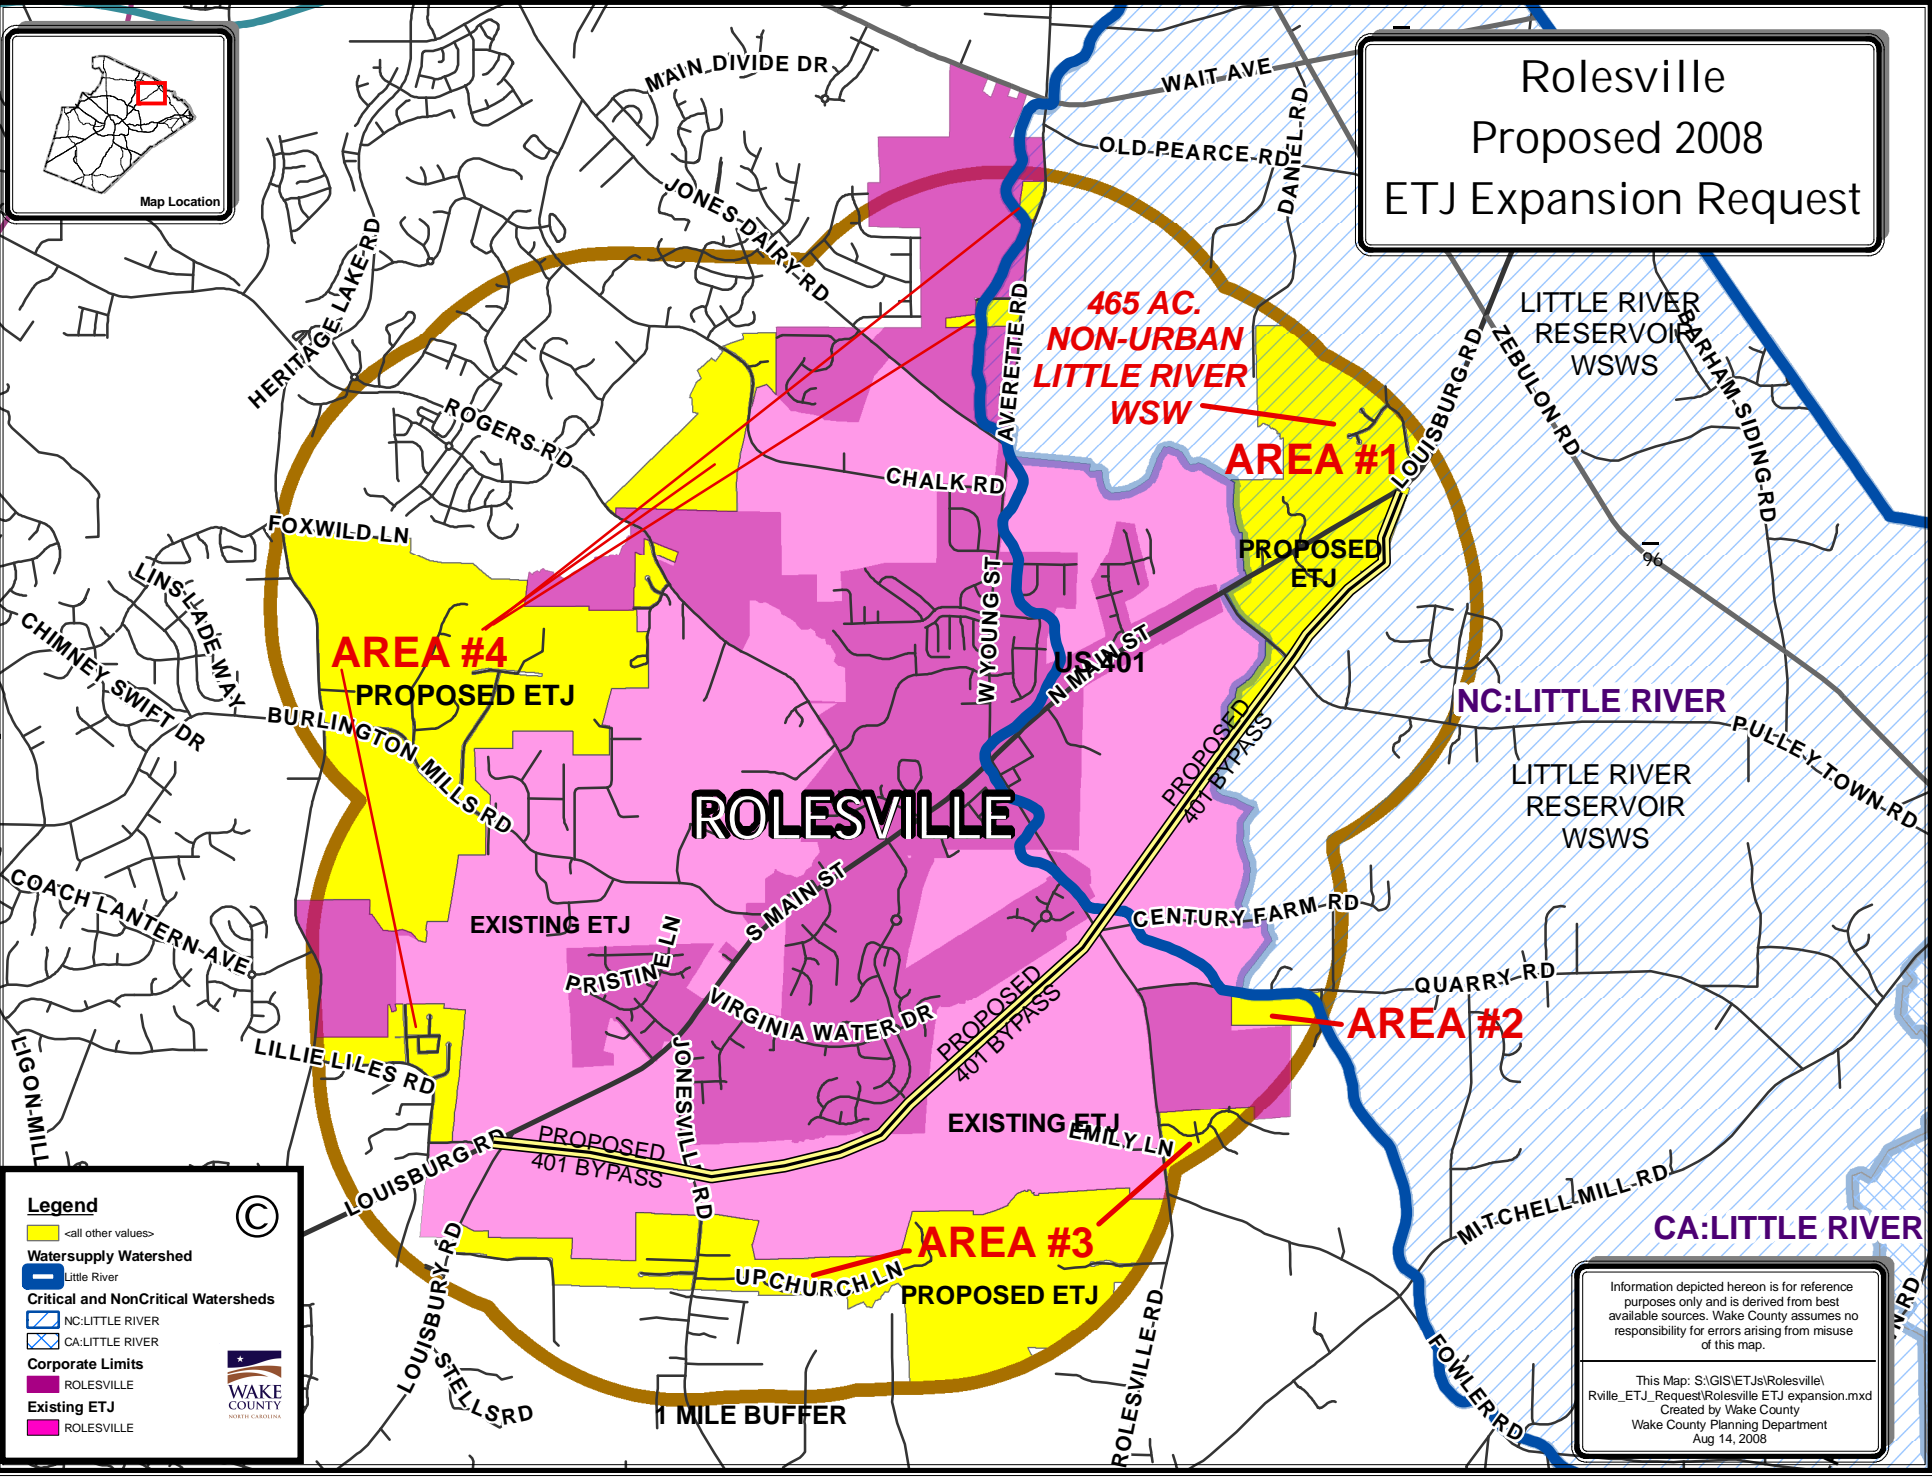 Map Location
Rolesville
Proposed 2008
ETJ Expansion Request
MAIN DIVIDE DR
WAIT AVE
OLD PEARCE RD
DANIEL RD
JONES DAIRY RD
HERITAGE LAKE RD
AVERETTE RD
465 AC.
NON-URBAN
LITTLE RIVER
WSW
AREA #1
LOUISBURG RD
ZEBULON RD
LITTLE RIVER
RESERVOIR
WSWS
BARHAM SIDING RD
ROGERS RD
CHALK RD
FOXWILD LN
PROPOSED
ETJ
96
LINSLADE WAY
CHIMNEY SWIFT DR
AREA #4
PROPOSED ETJ
W YOUNG ST
US 401
N MAIN ST
NC:LITTLE RIVER
PULLEY TOWN RD
BURLINGTON MILLS RD
PROPOSED
401 BYPASS
LITTLE RIVER
RESERVOIR
WSWS
ROLESVILLE
COACH LANTERN AVE
EXISTING ETJ
S MAIN ST
CENTURY FARM RD
PRISTINE LN
VIRGINIA WATER DR
QUARRY RD
PROPOSED
401 BYPASS
AREA #2
LIGON MILL
LILLIE LILES RD
JONESVILLE RD
EXISTING ETJ
EMILY LN
LOUISBURG RD
PROPOSED
401 BYPASS
MITCHELL MILL RD
CA:LITTLE RIVER
AREA #3
UPCHURCH LN
PROPOSED ETJ
LOUISBURY RD
STELLS RD
1 MILE BUFFER
ROLESVILLE RD
FOWLER RD
Legend
©
<all other values>
Watersupply Watershed
Little River
Critical and NonCritical Watersheds
NC:LITTLE RIVER
CA:LITTLE RIVER
Corporate Limits
ROLESVILLE
Existing ETJ
ROLESVILLE
WAKE
COUNTY
NORTH CAROLINA
Information depicted hereon is for reference
purposes only and is derived from best
available sources. Wake County assumes no
responsibility for errors arising from misuse
of this map.
This Map: S:\GIS\ETJs\Rolesville\
Rville_ETJ_Request\Rolesville ETJ expansion.mxd
Created by Wake County
Wake County Planning Department
Aug 14, 2008